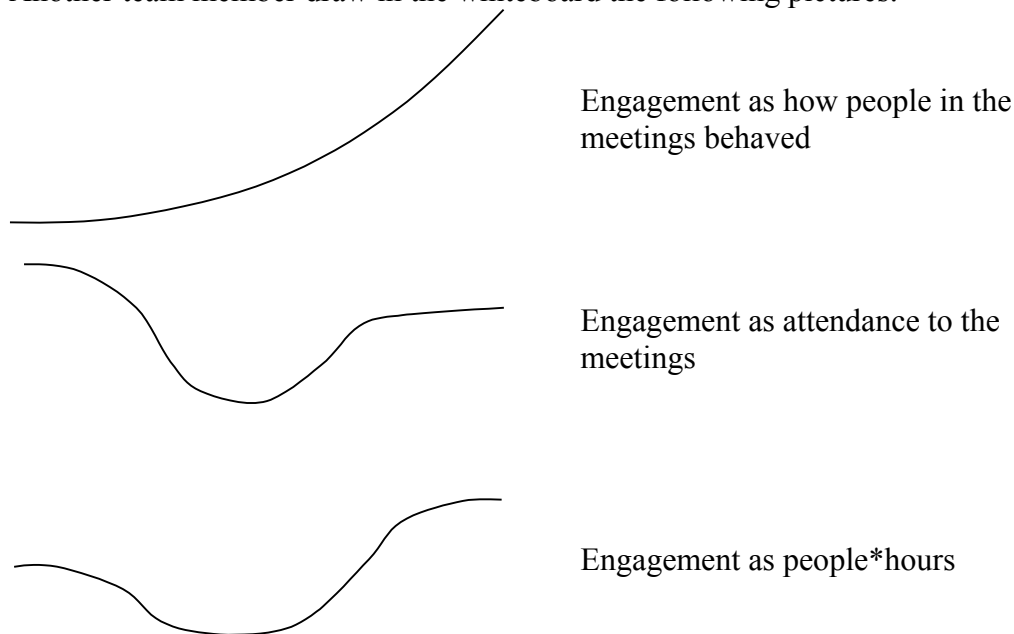 Another team member draw in the whiteboard the following pictures:
Engagement as how people in the
meetings behaved
Engagement as attendance to the
meetings
Engagement as people*hours